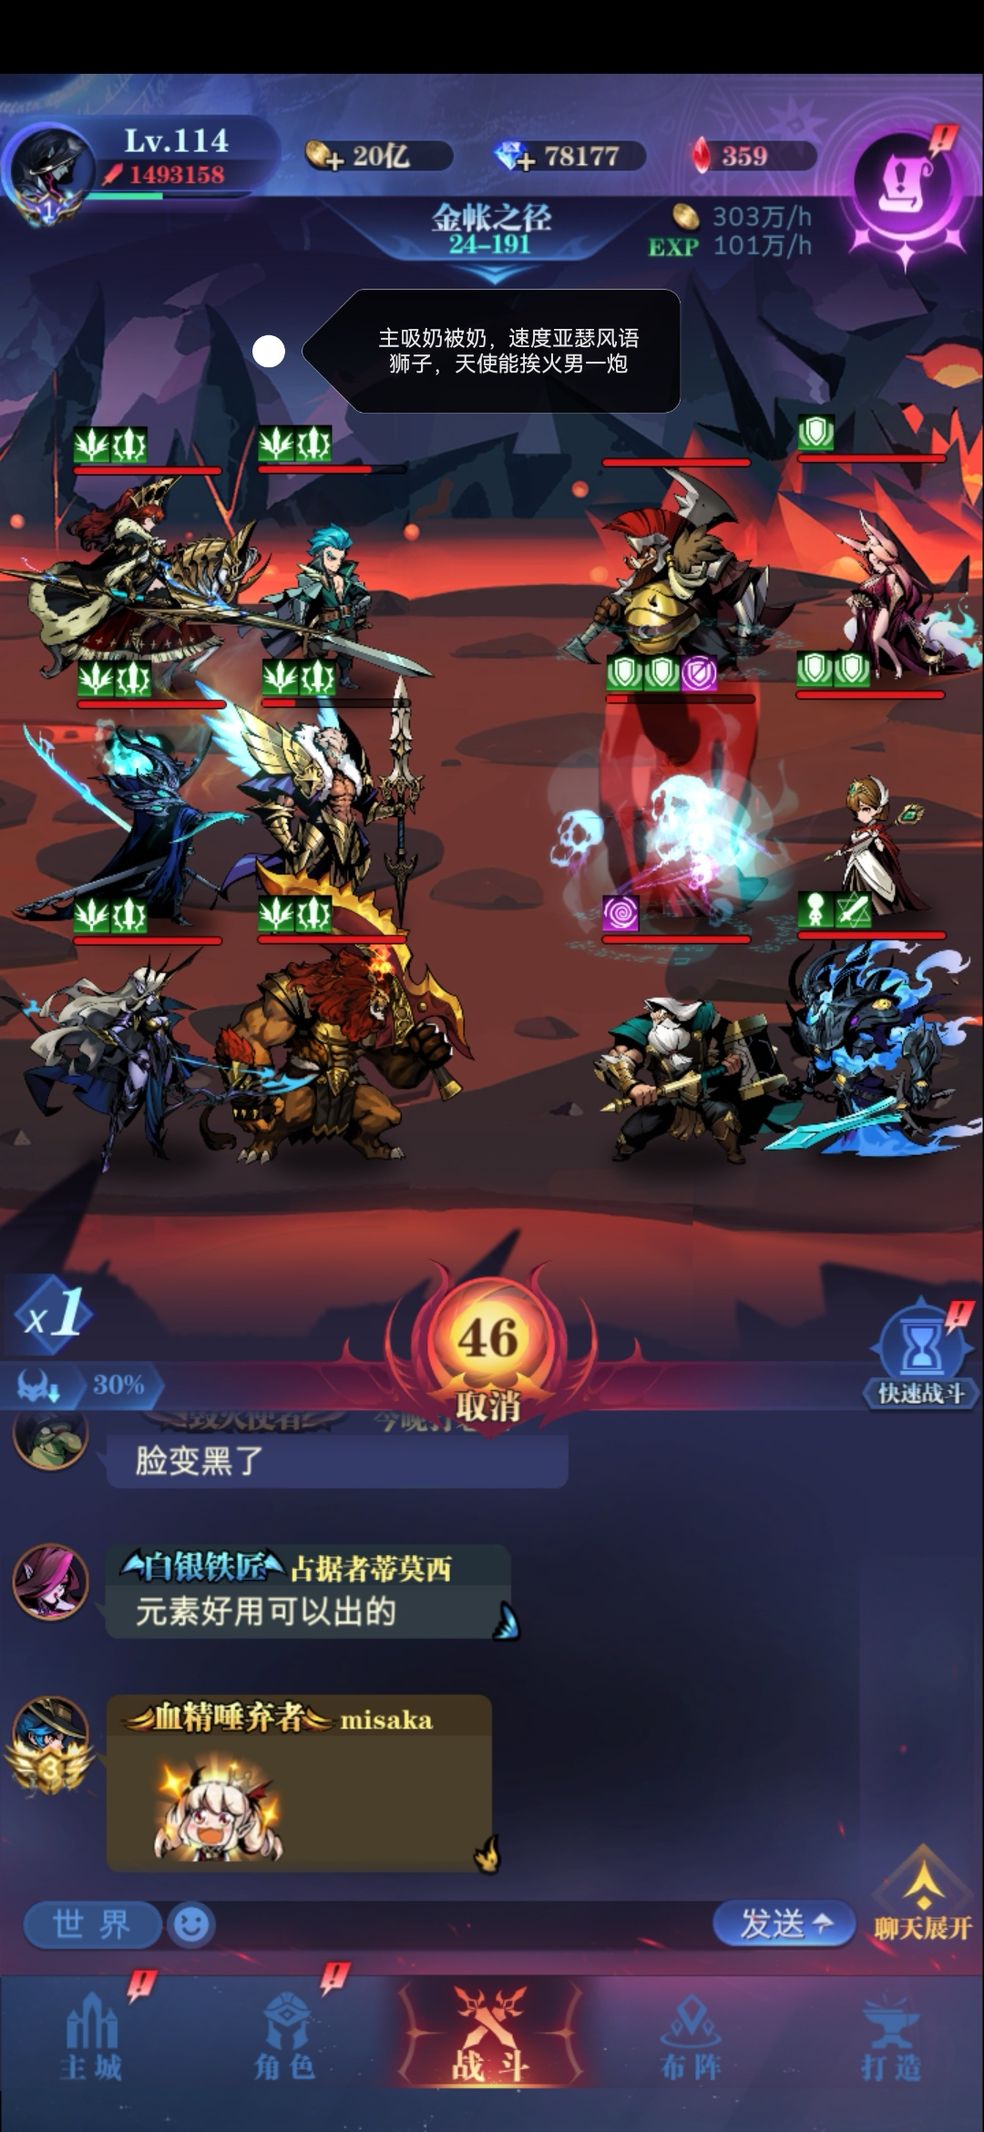 Lv.114
1493158
1
20亿
78177
359
金帐之径
24-191
303万/h
EXP 101万/h
主吸奶被奶，速度亚瑟风语
狮子，天使能挨火男一炮
x1
46
取消
30%
快速战斗
脸变黑了
白银铁匠 占据者蒂莫西
元素好用可以出的
血精唾弃者 misaka
3
世界
发送
聊天展开
主城
角色
战斗
布阵
打造